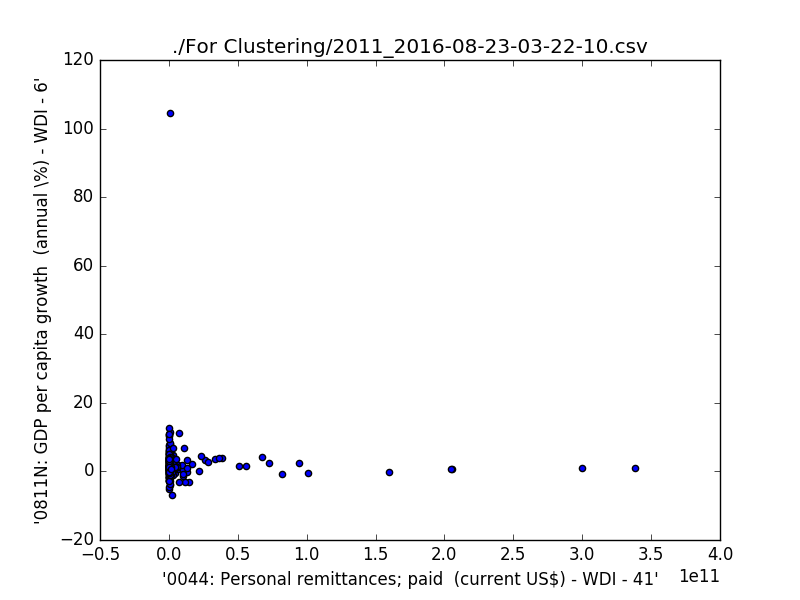 ./For Clustering/2011_2016-08-23-03-22-10.csv
'0811N: GDP per capita growth  (annual \%) - WDI - 6'
120
100
80
60
40
20
0
−20
−0.5 0.0 0.5 1.0 1.5 2.0 2.5 3.0 3.5 4.0
1e11
'0044: Personal remittances; paid  (current US$) - WDI - 41'